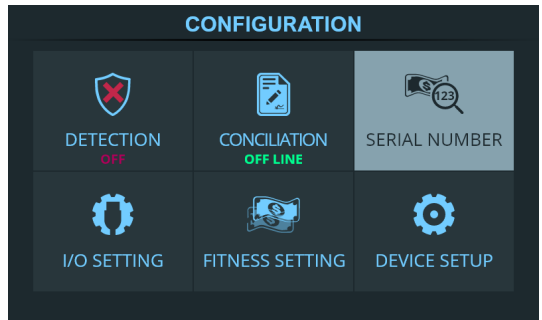 CONFIGURATION
DETECTION
OFF
CONCILIATION
OFF LINE
123
SERIAL NUMBER
I/O SETTING
FITNESS SETTING
DEVICE SETUP